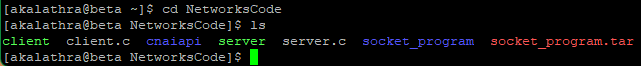 [akalathra@beta ~]$ cd NetworksCode
[akalathra@beta NetworksCode]$ ls
client client.c cnaiapi server server.c socket_program socket_program.tar
[akalathra@beta NetworksCode]$